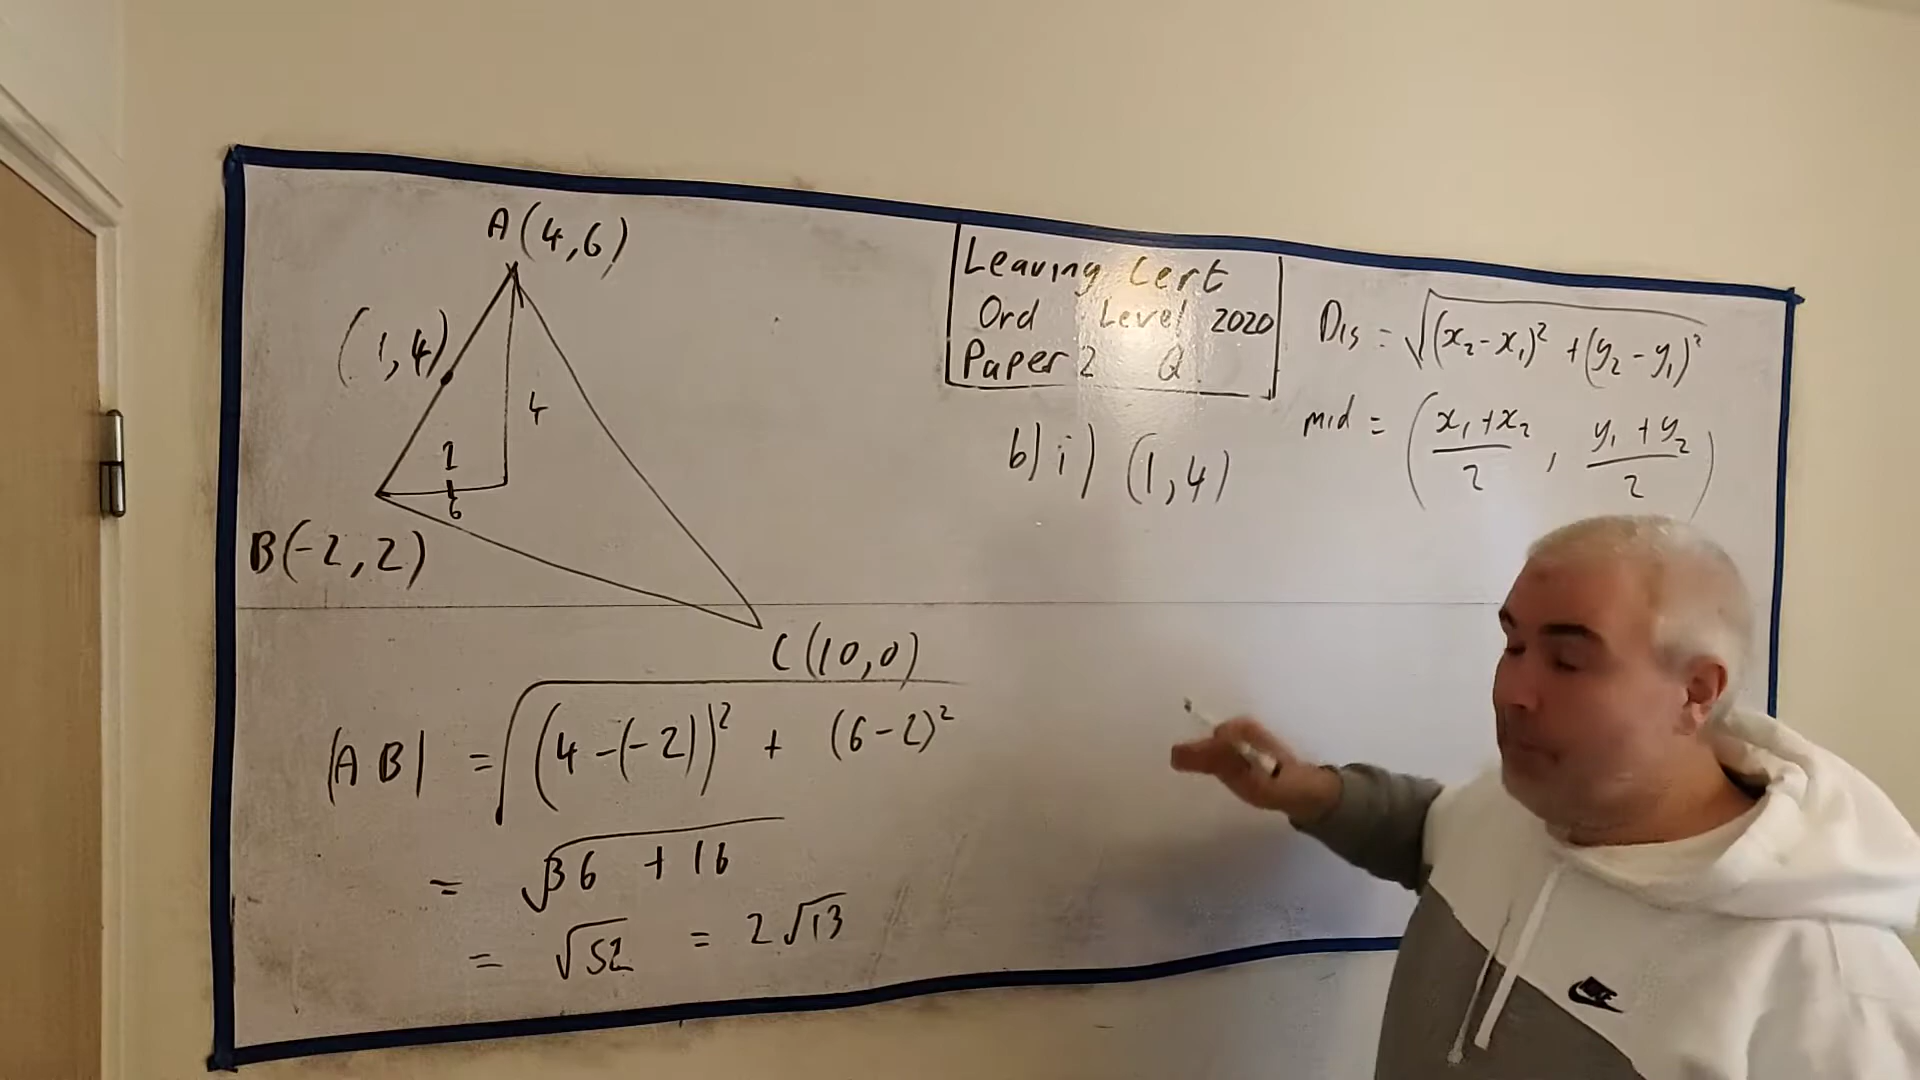 A(4,6)
(1,4)
4
1
6
B(-2,2)
C(10,0)
|AB| = √((4-(-2))² + (6-2)²)
= √(36 + 16)
= √52 = 2√13
Leaving Cert
Ord Level 2020
Paper 2 Q
b) i) (1,4)
Dis = √((x₂-x₁)² + (y₂-y₁)²)
mid = ((x₁+x₂)/2, (y₁+y₂)/2)